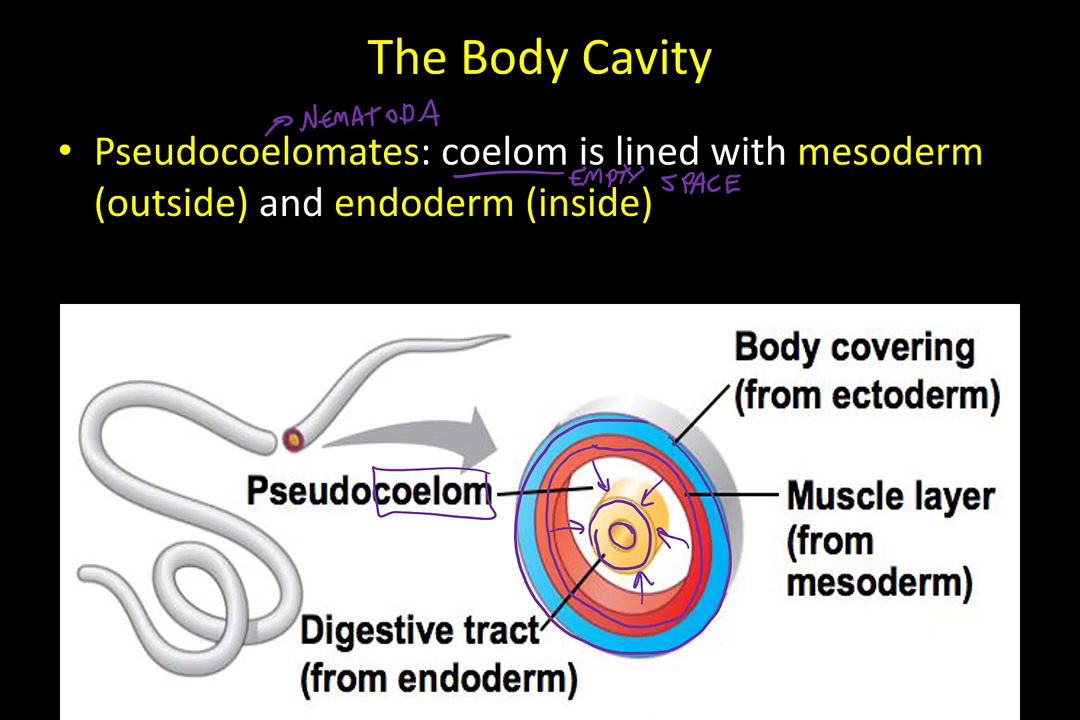 The Body Cavity
NEMATODA
• Pseudocoelomates: coelom is lined with mesoderm
EMPTY SPACE
(outside) and endoderm (inside)
Body covering
(from ectoderm)
Pseudocoelom
Muscle layer
(from
mesoderm)
Digestive tract
(from endoderm)